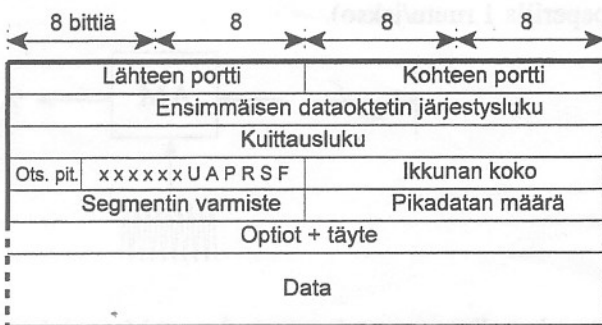 8 bittiä 8 8 8
Lähteen portti Kohteen portti
Ensimmäisen dataoktetin järjestysluku
Kuittausluku
Ots. pit. x x x x x x U A P R S F Ikkunan koko
Segmentin varmiste Pikadatan määrä
Optiot + täyte
Data